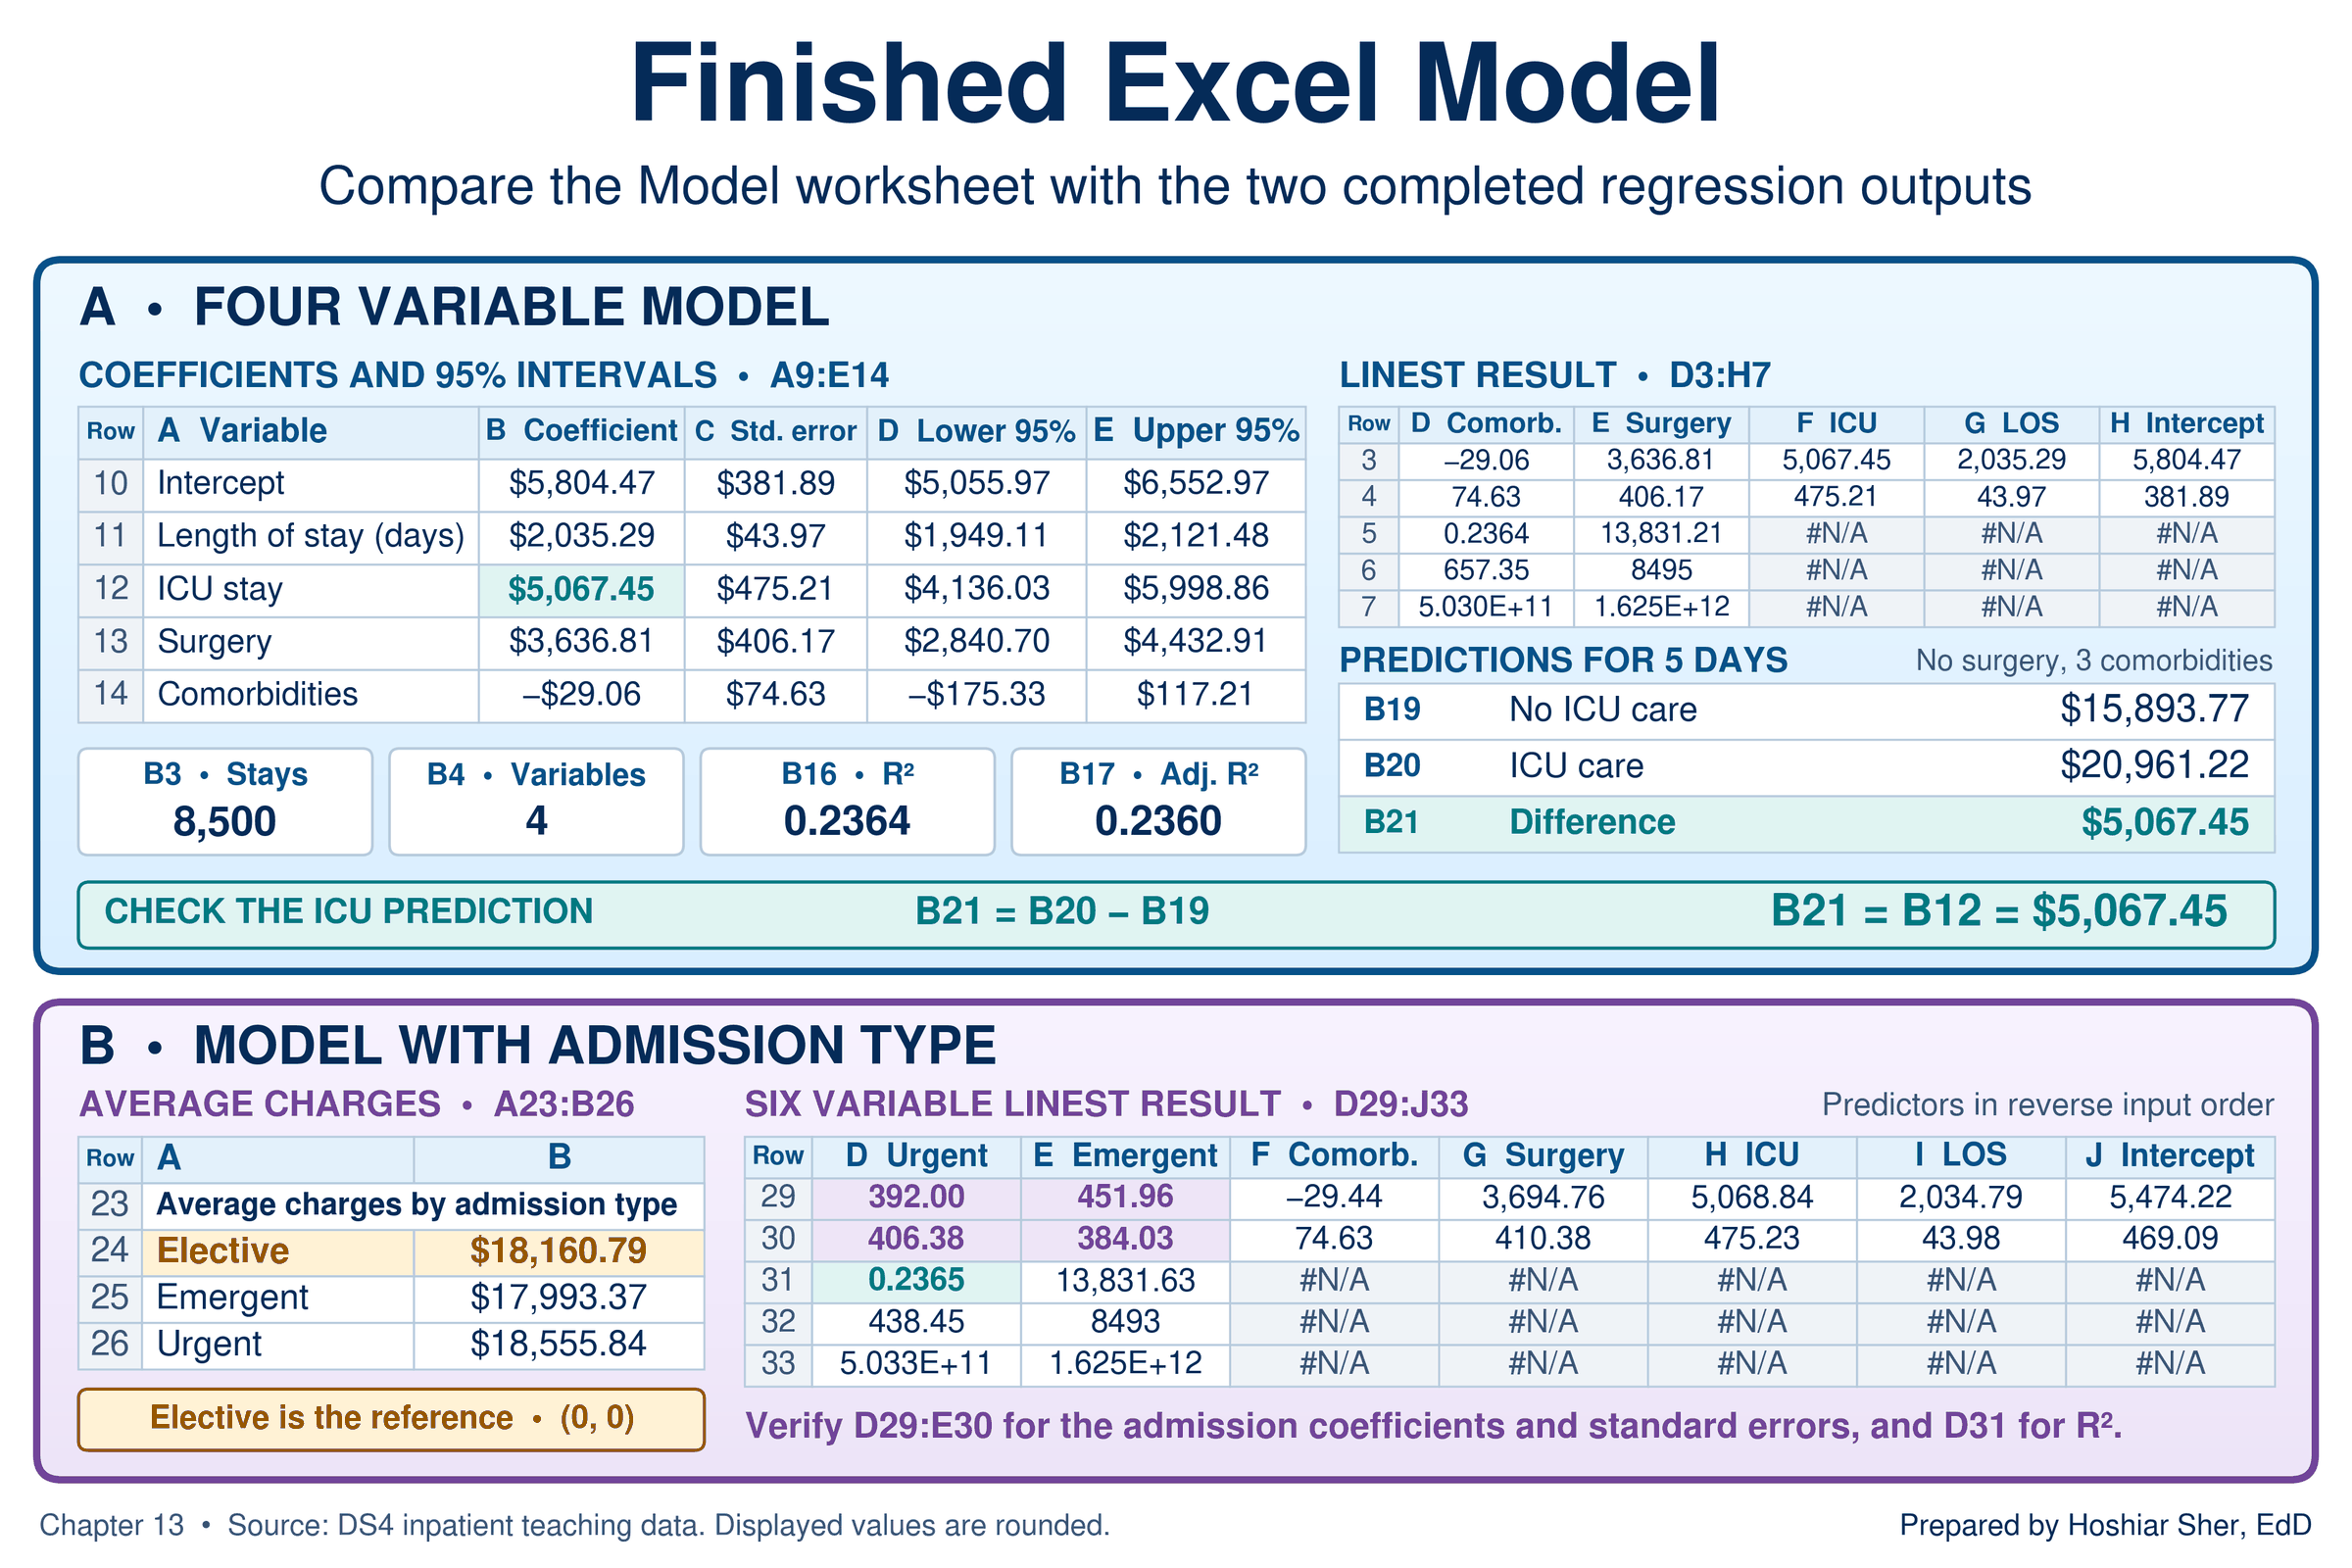 Finished Excel Model
Compare the Model worksheet with the two completed regression outputs
A • FOUR VARIABLE MODEL
COEFFICIENTS AND 95% INTERVALS • A9:E14
Row A Variable B Coefficient C Std. error D Lower 95% E Upper 95%
10 Intercept $5,804.47 $381.89 $5,055.97 $6,552.97
11 Length of stay (days) $2,035.29 $43.97 $1,949.11 $2,121.48
12 ICU stay $5,067.45 $475.21 $4,136.03 $5,998.86
13 Surgery $3,636.81 $406.17 $2,840.70 $4,432.91
14 Comorbidities –$29.06 $74.63 –$175.33 $117.21
B3 • Stays B4 • Variables B16 • R² B17 • Adj. R²
8,500 4 0.2364 0.2360
LINEST RESULT • D3:H7
Row D Comorb. E Surgery F ICU G LOS H Intercept
3 –29.06 3,636.81 5,067.45 2,035.29 5,804.47
4 74.63 406.17 475.21 43.97 381.89
5 0.2364 13,831.21 #N/A #N/A #N/A
6 657.35 8495 #N/A #N/A #N/A
7 5.030E+11 1.625E+12 #N/A #N/A #N/A
PREDICTIONS FOR 5 DAYS No surgery, 3 comorbidities
B19 No ICU care $15,893.77
B20 ICU care $20,961.22
B21 Difference $5,067.45
CHECK THE ICU PREDICTION B21 = B20 – B19 B21 = B12 = $5,067.45
B • MODEL WITH ADMISSION TYPE
AVERAGE CHARGES • A23:B26
Row A B
23 Average charges by admission type
24 Elective $18,160.79
25 Emergent $17,993.37
26 Urgent $18,555.84
Elective is the reference • (0, 0)
SIX VARIABLE LINEST RESULT • D29:J33 Predictors in reverse input order
Row D Urgent E Emergent F Comorb. G Surgery H ICU I LOS J Intercept
29 392.00 451.96 –29.44 3,694.76 5,068.84 2,034.79 5,474.22
30 406.38 384.03 74.63 410.38 475.23 43.98 469.09
31 0.2365 13,831.63 #N/A #N/A #N/A #N/A #N/A
32 438.45 8493 #N/A #N/A #N/A #N/A #N/A
33 5.033E+11 1.625E+12 #N/A #N/A #N/A #N/A #N/A
Verify D29:E30 for the admission coefficients and standard errors, and D31 for R².
Chapter 13 • Source: DS4 inpatient teaching data. Displayed values are rounded.
Prepared by Hoshiar Sher, EdD